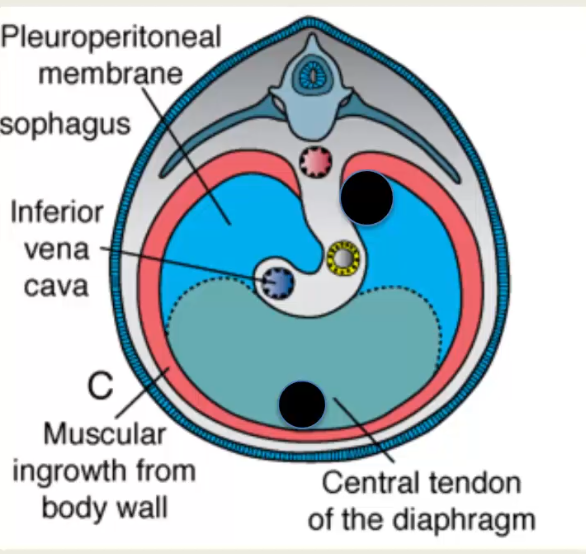 Pleuroperitoneal
membrane
sophagus
Inferior
vena
cava
C
Muscular
ingrowth from
body wall
Central tendon
of the diaphragm